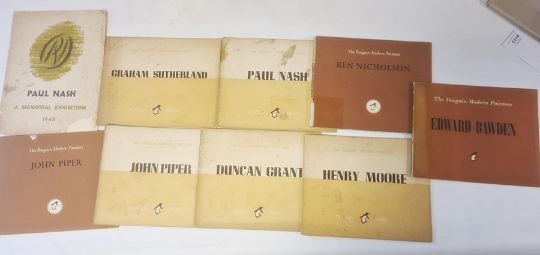 PAUL NASH
A MEMORIAL EXHIBITION
1948
GRAHAM SUTHERLAND
PAUL NASH
The Penguin Modern Painters
BEN NICHOLSON
The Penguin Modern Painters
EDWARD BAWDEN
The Penguin Modern Painters
JOHN PIPER
JOHN PIPER
DUNCAN GRANT
HENRY MOORE